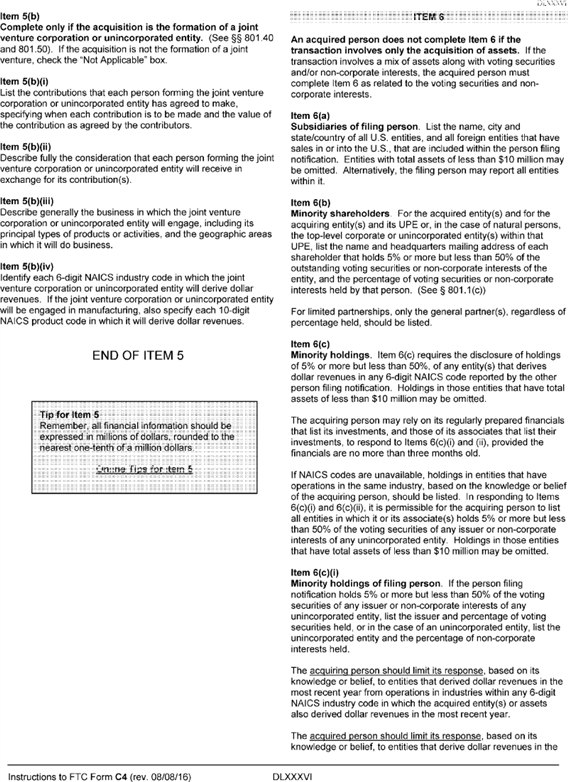 Item 5(b)
Complete only if the acquisition is the formation of a joint
venture corporation or unincorporated entity. (See §§ 801.40
and 801.50). If the acquisition is not the formation of a joint
venture, check the "Not Applicable" box.
Item 5(b)(i)
List the contributions that each person forming the joint venture
corporation or unincorporated entity has agreed to make,
specifying when each contribution is to be made and the value of
the contribution as agreed by the contributors.
Item 5(b)(ii)
Describe fully the consideration that each person forming the joint
venture corporation or unincorporated entity will receive in
exchange for its contribution(s).
Item 5(b)(iii)
Describe generally the business in which the joint venture
corporation or unincorporated entity will engage, including its
principal types of products or activities, and the geographic areas
in which it will do business.
Item 5(b)(iv)
Identify each 6-digit NAICS industry code in which the joint
venture corporation or unincorporated entity will derive dollar
revenues. If the joint venture corporation or unincorporated entity
will be engaged in manufacturing, also specify each 10-digit
NAICS product code in which it will derive dollar revenues.
END OF ITEM 5
Tip for Item 5
Remember, all financial information should be
expressed in millions of dollars, rounded to the
nearest one-tenth of a million dollars
Online Tips for Item 5
ITEM 6
An acquired person does not complete Item 6 if the
transaction involves only the acquisition of assets. If the
transaction involves a mix of assets along with voting securities
and/or non-corporate interests, the acquired person must
complete Item 6 as related to the voting securities and non-
corporate interests.
Item 6(a)
Subsidiaries of filing person. List the name, city and
state/country of all U.S. entities, and all foreign entities that have
sales in or into the U.S., that are included within the person filing
notification. Entities with total assets of less than $10 million may
be omitted. Alternatively, the filing person may report all entities
within it.
Item 6(b)
Minority shareholders. For the acquired entity(s) and for the
acquiring entity(s) and its UPE or, in the case of natural persons,
the top-level corporate or unincorporated entity(s) within that
UPE, list the name and headquarters mailing address of each
shareholder that holds 5% or more but less than 50% of the
outstanding voting securities or non-corporate interests of the
entity, and the percentage of voting securities or non-corporate
interests held by that person. (See § 801.1(c))
For limited partnerships, only the general partner(s), regardless of
percentage held, should be listed.
Item 6(c)
Minority holdings. Item 6(c) requires the disclosure of holdings
of 5% or more but less than 50%, of any entity(s) that derives
dollar revenues in any 6-digit NAICS code reported by the other
person filing notification. Holdings in those entities that have total
assets of less than $10 million may be omitted.
The acquiring person may rely on its regularly prepared financials
that list its investments, and those of its associates that list their
investments, to respond to Items 6(c)(i) and (ii), provided the
financials are no more than three months old.
If NAICS codes are unavailable, holdings in entities that have
operations in the same industry, based on the knowledge or belief
of the acquiring person, should be listed. In responding to Items
6(c)(i) and 6(c)(ii), it is permissible for the acquiring person to list
all entities in which it or its associate(s) holds 5% or more but less
than 50% of the voting securities of any issuer or non-corporate
interests of any unincorporated entity. Holdings in those entities
that have total assets of less than $10 million may be omitted.
Item 6(c)(i)
Minority holdings of filing person. If the person filing
notification holds 5% or more but less than 50% of the voting
securities of any issuer or non-corporate interests of any
unincorporated entity, list the issuer and percentage of voting
securities held, or in the case of an unincorporated entity, list the
unincorporated entity and the percentage of non-corporate
interests held.
The acquiring person should limit its response, based on its
knowledge or belief, to entities that derived dollar revenues in the
most recent year from operations in industries within any 6-digit
NAICS industry code in which the acquired entity(s) or assets
also derived dollar revenues in the most recent year.
The acquired person should limit its response, based on its
knowledge or belief, to entities that derive dollar revenues in the
Instructions to FTC Form C4 (rev. 08/08/16)
DLXXXVI